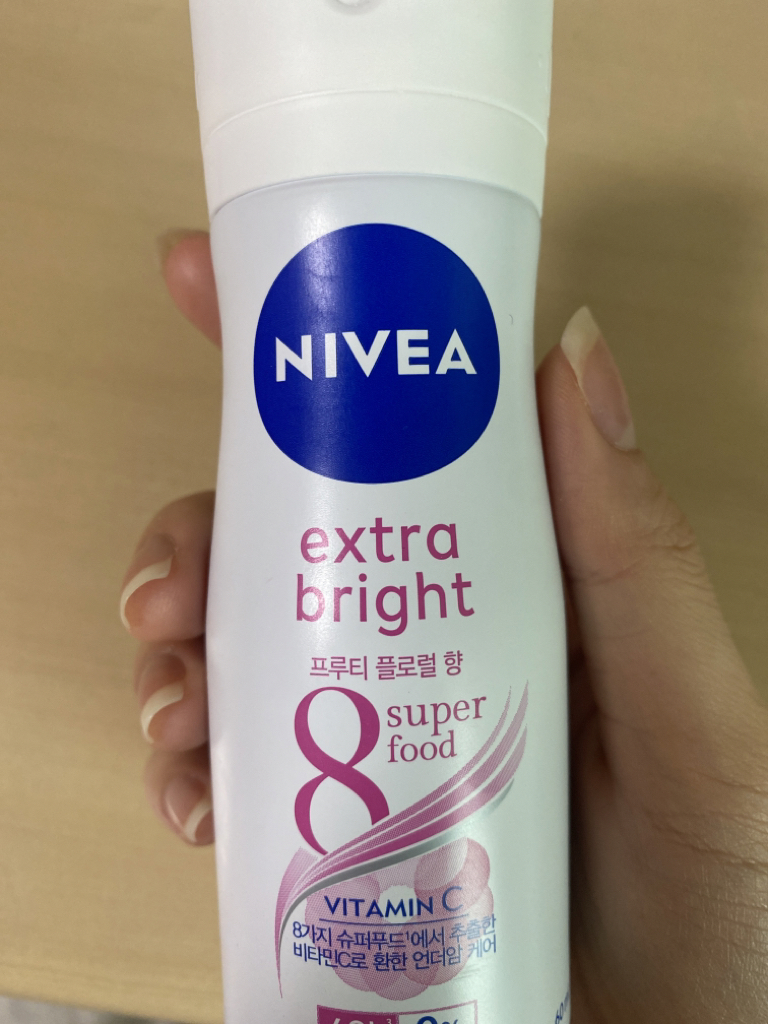 NIVEA
extra
bright
프루티 플로럴 향
8 super
food
VITAMIN C
8가지 슈퍼푸드¹에서 추출한
비타민C로 환한 언더암 케어